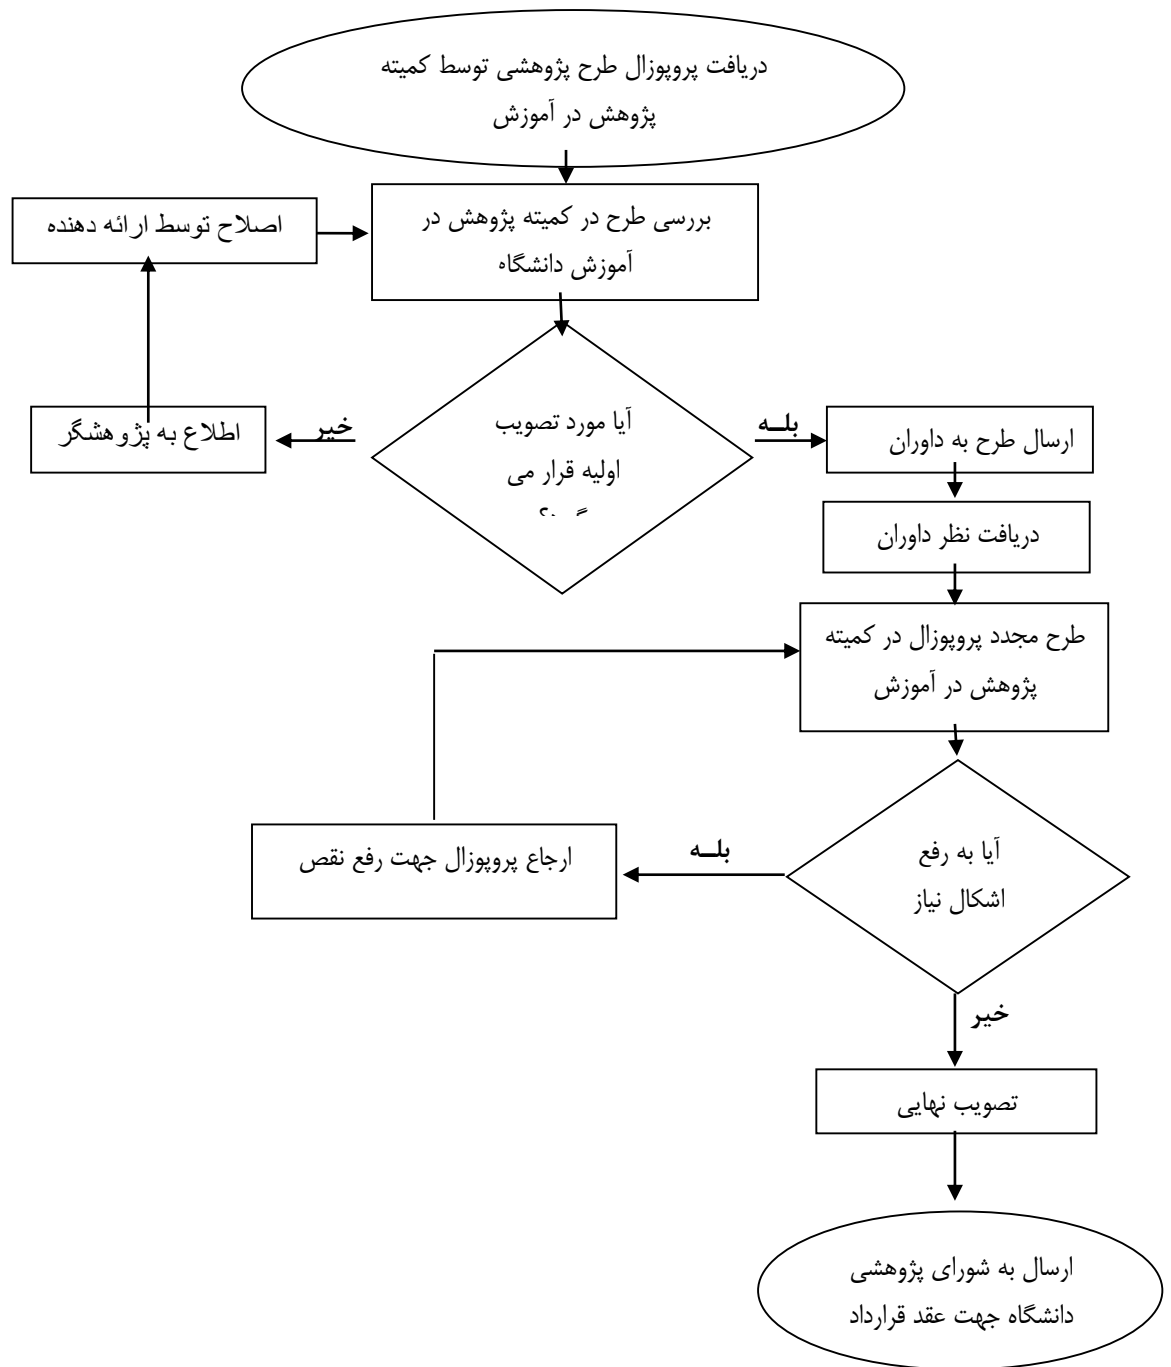 دریافت پروپوزال طرح پژوهشی توسط کمیته
پژوهش در آموزش
بررسی طرح در کمیته پژوهش در
آموزش دانشگاه
اصلاح توسط ارائه دهنده
آیا مورد تصویب
اولیه قرار می
خیر
اطلاع به پژوهشگر
بلــه
ارسال طرح به داوران
دریافت نظر داوران
طرح مجدد پروپوزال در کمیته
پژوهش در آموزش
آیا به رفع
اشکال نیاز
بلــه
ارجاع پروپوزال جهت رفع نقص
خیر
تصویب نهایی
ارسال به شورای پژوهشی
دانشگاه جهت عقد قرارداد